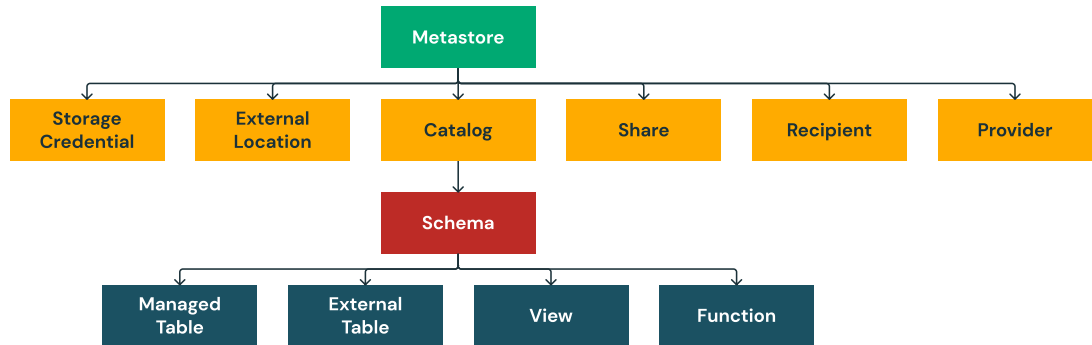 Metastore
Storage
Credential
External
Location
Catalog
Share
Recipient
Provider
Schema
Managed
Table
External
Table
View
Function